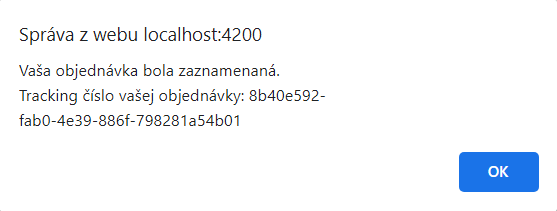 Správa z webu localhost:4200
Vaša objednávka bola zaznamenaná.
Tracking číslo vašej objednávky: 8b40e592-
fab0-4e39-886f-798281a54b01
OK